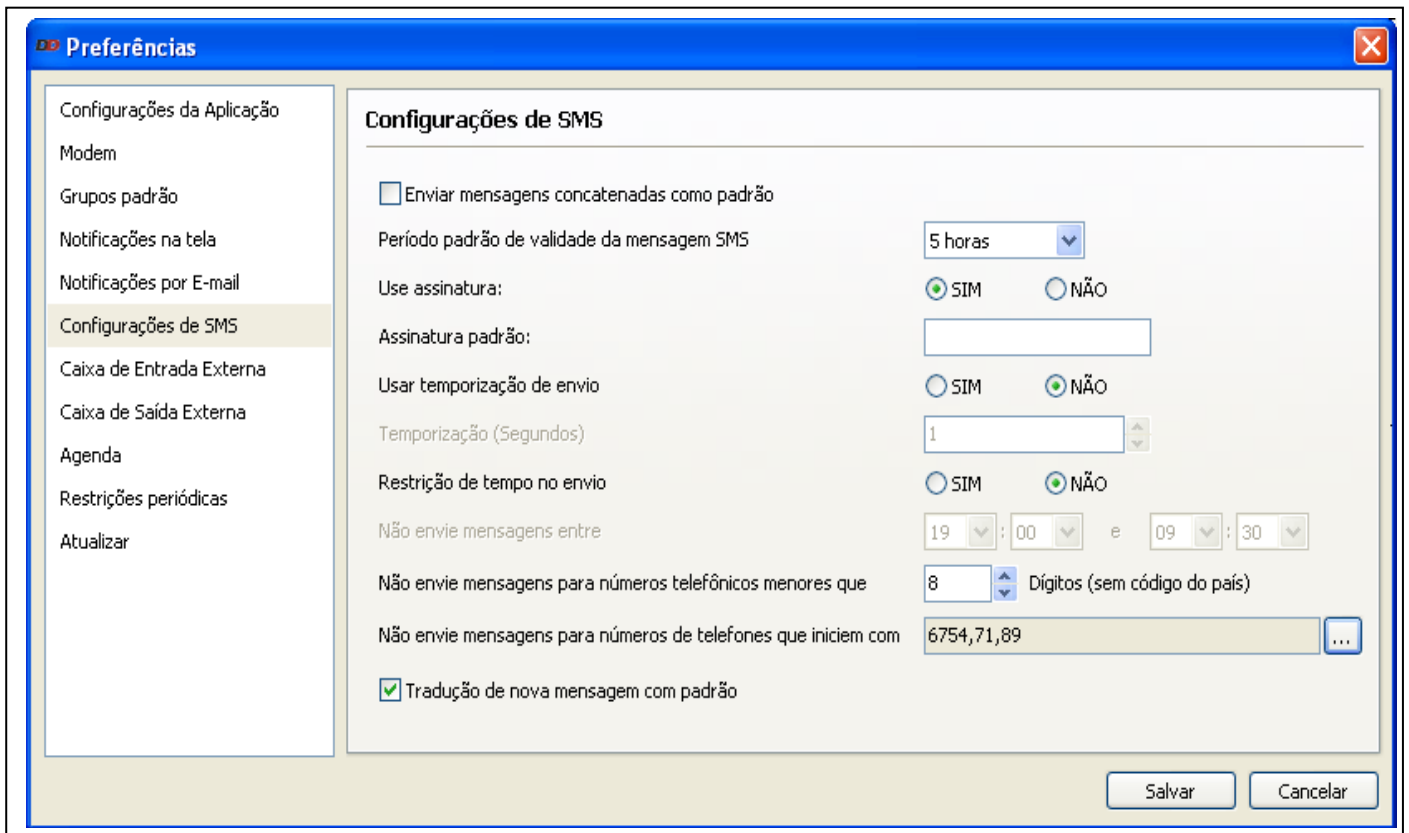 DD Preferências
Configurações da Aplicação
Modem
Grupos padrão
Notificações na tela
Notificações por E-mail
Configurações de SMS
Caixa de Entrada Externa
Caixa de Saída Externa
Agenda
Restrições periódicas
Atualizar
Configurações de SMS
Enviar mensagens concatenadas como padrão
Período padrão de validade da mensagem SMS 5 horas
Use assinatura: SIM NÃO
Assinatura padrão:
Usar temporização de envio SIM NÃO
Temporização (Segundos) 1
Restrição de tempo no envio SIM NÃO
Não envie mensagens entre 19 : 00 e 09 : 30
Não envie mensagens para números telefônicos menores que 8 Dígitos (sem código do país)
Não envie mensagens para números de telefones que iniciem com 6754,71,89 ...
Tradução de nova mensagem com padrão
Salvar Cancelar